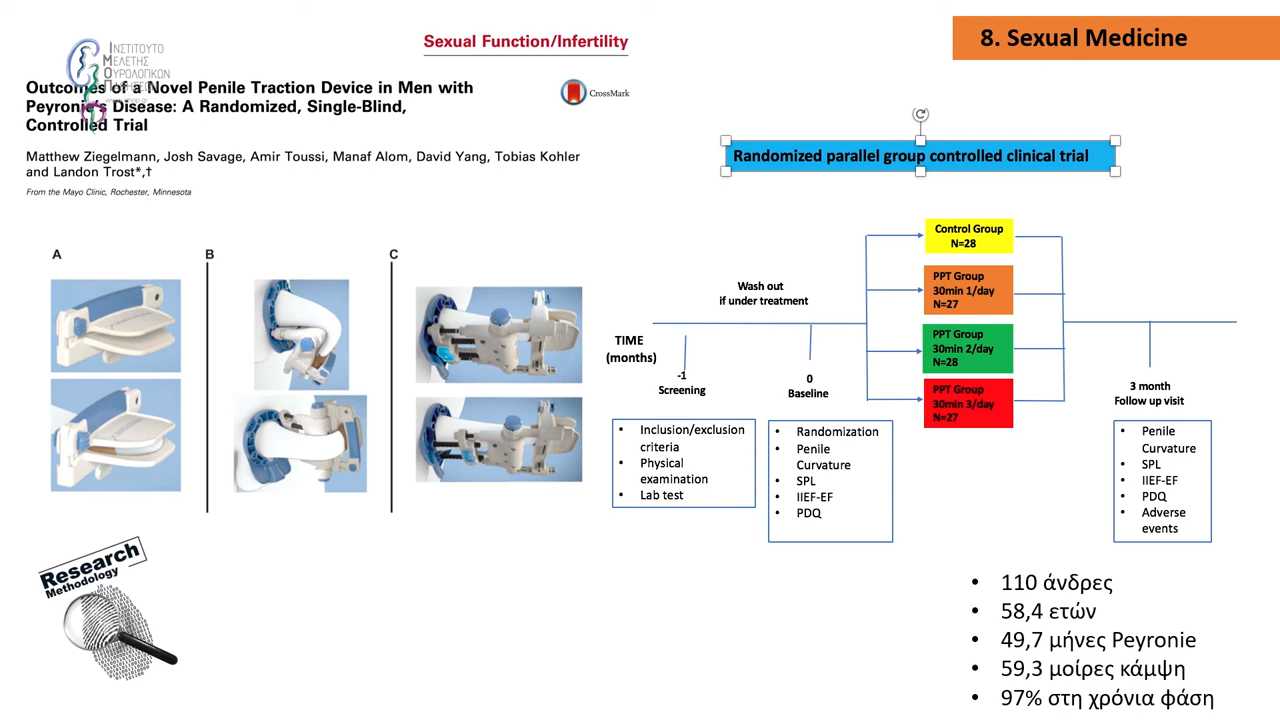 8. Sexual Medicine
ΙΝΣΤΙΤΟΥΤΟ
ΜΕΛΕΤΗΣ
ΟΥΡΟΛΟΓΙΚΩΝ
Sexual Function/Infertility
Outcomes of a Novel Penile Traction Device in Men with
Peyronie's Disease: A Randomized, Single-Blind,
Controlled Trial
CrossMark
Matthew Ziegelmann, Josh Savage, Amir Toussi, Manaf Alom, David Yang, Tobias Kohler
and Landon Trost*,†
From the Mayo Clinic, Rochester, Minnesota
A
B
C
Research
Methodology
Randomized parallel group controlled clinical trial
Control Group
N=28
PPT Group
30min 1/day
N=27
PPT Group
30min 2/day
N=28
PPT Group
30min 3/day
N=27
Wash out
if under treatment
TIME
(months)
-1
Screening
0
Baseline
3 month
Follow up visit
• Inclusion/exclusion
criteria
• Physical
examination
• Lab test
• Randomization
• Penile
Curvature
• SPL
• IIEF-EF
• PDQ
• Penile
Curvature
• SPL
• IIEF-EF
• PDQ
• Adverse
events
• 110 άνδρες
• 58,4 ετών
• 49,7 μήνες Peyronie
• 59,3 μοίρες κάμψη
• 97% στη χρόνια φάση